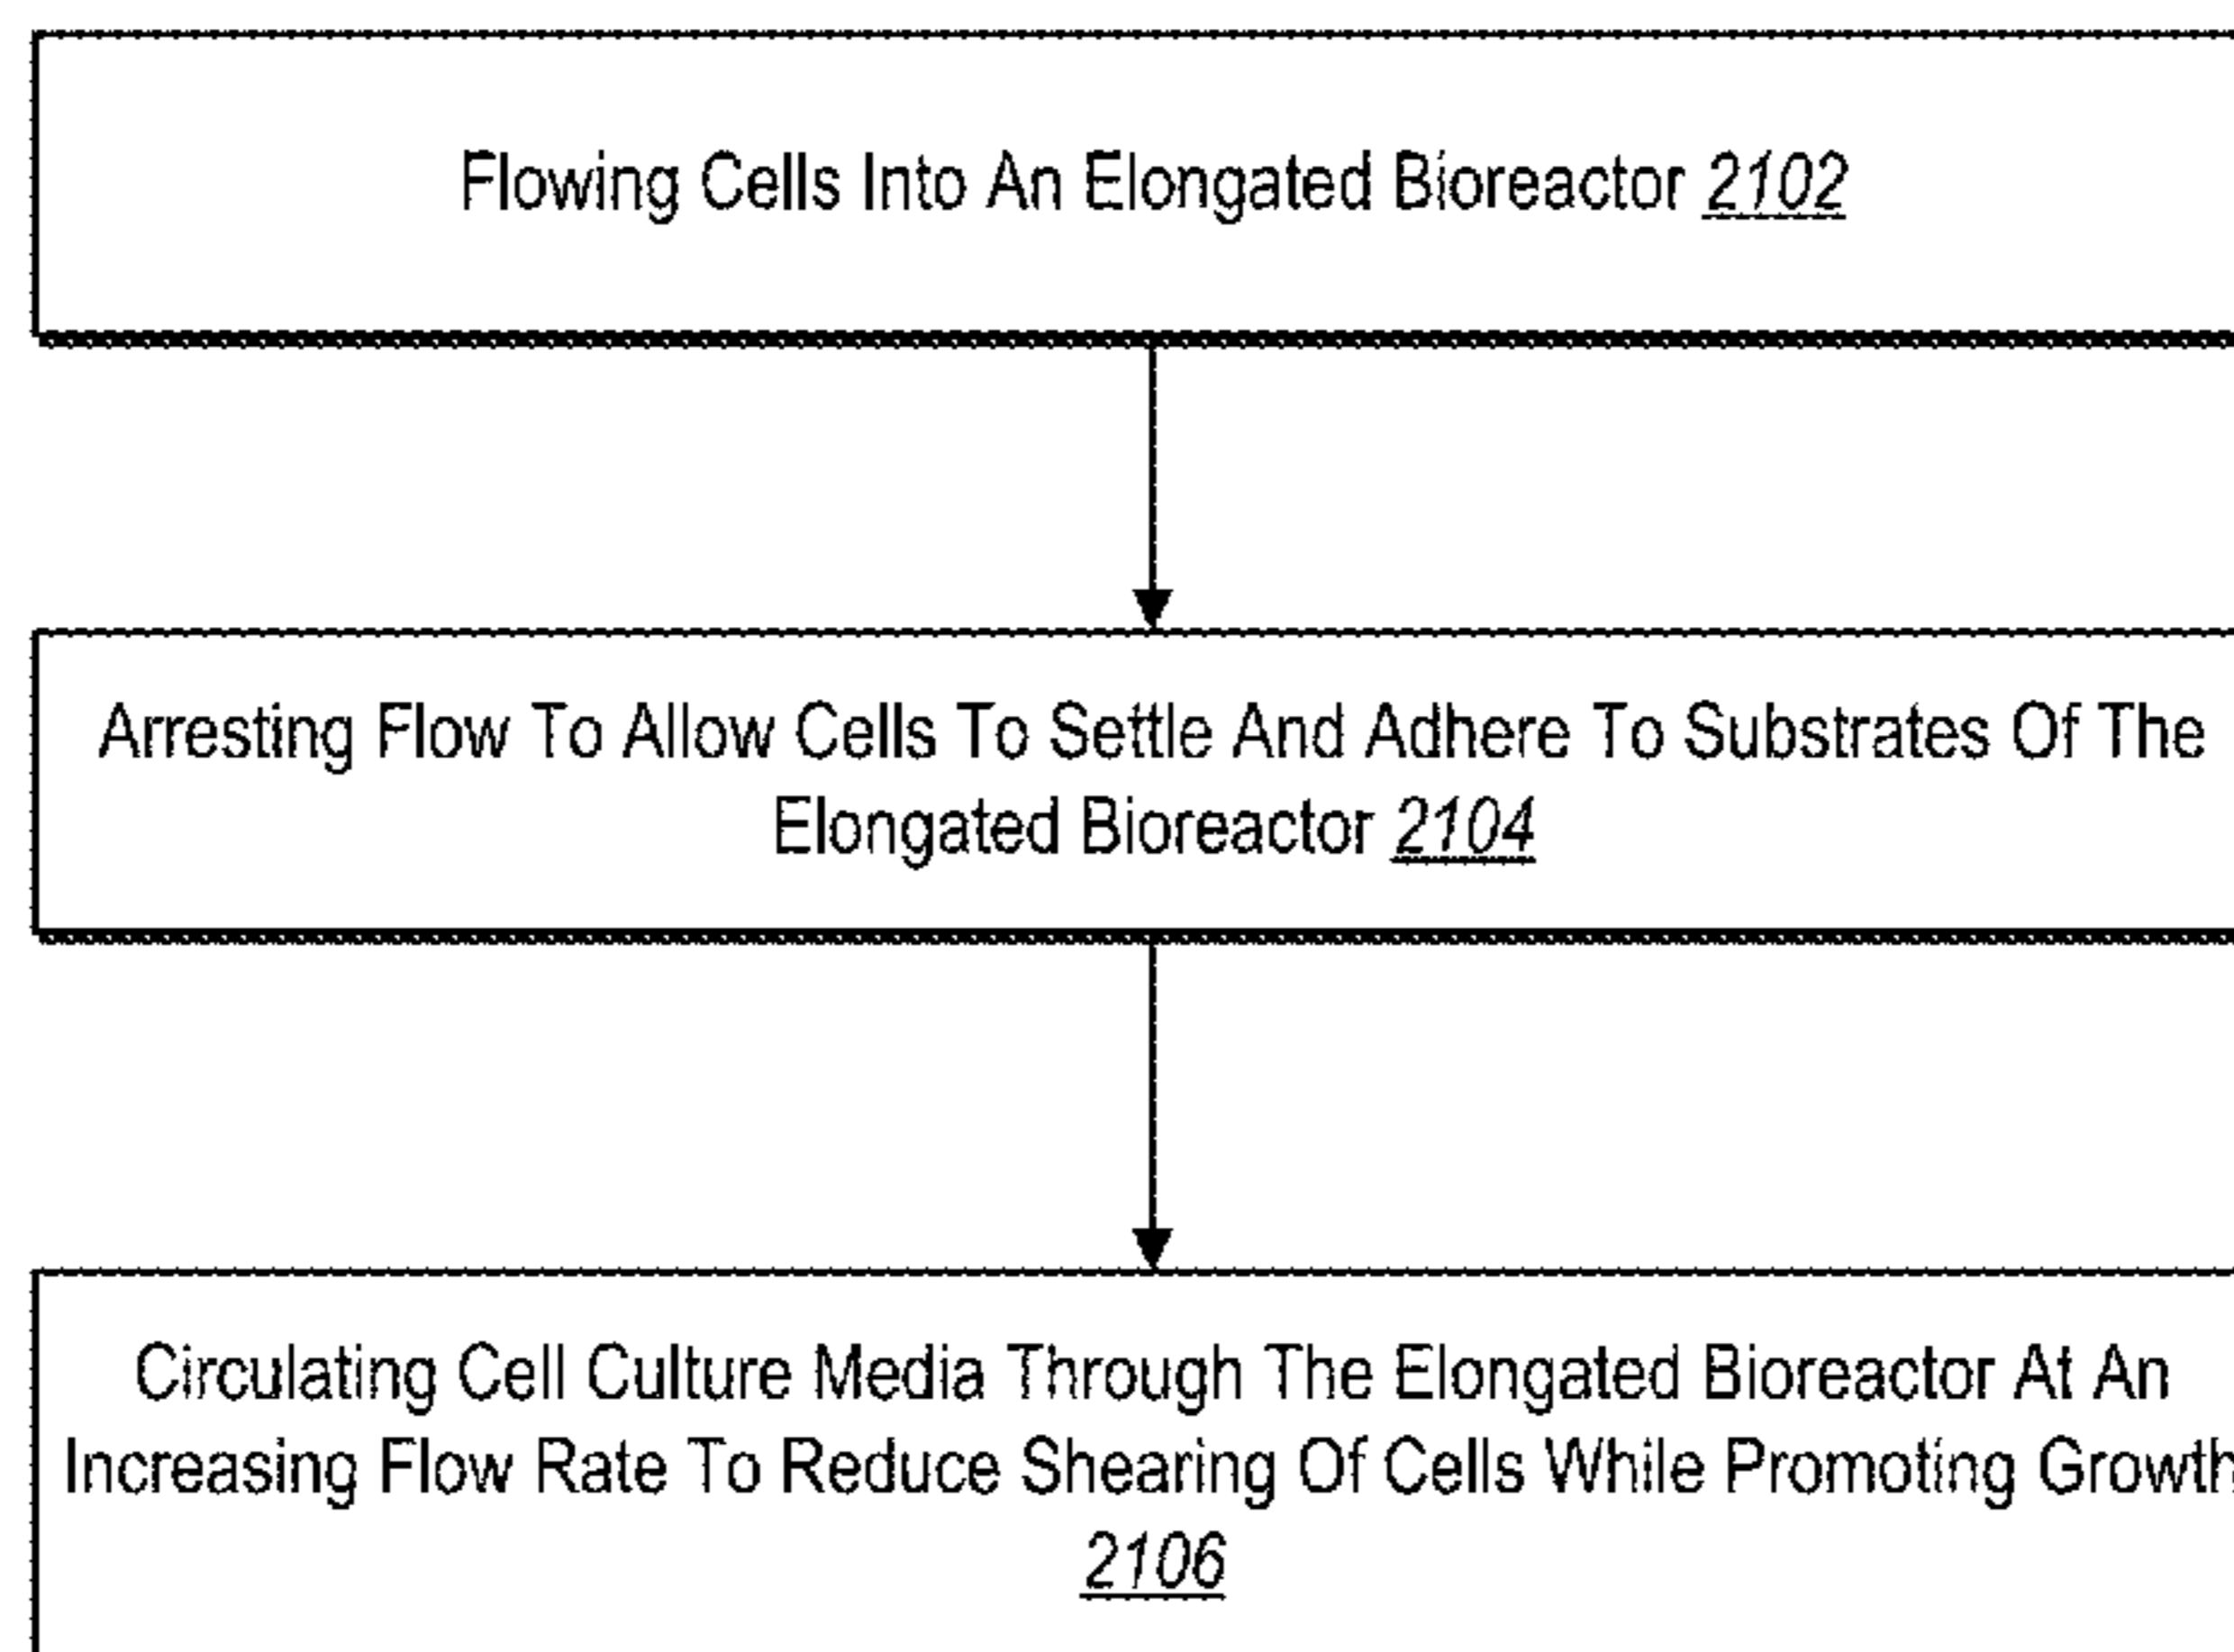 Flowing Cells Into An Elongated Bioreactor 2102
Arresting Flow To Allow Cells To Settle And Adhere To Substrates Of The
Elongated Bioreactor 2104
Circulating Cell Culture Media Through The Elongated Bioreactor At An
Increasing Flow Rate To Reduce Shearing Of Cells While Promoting Growth
2106